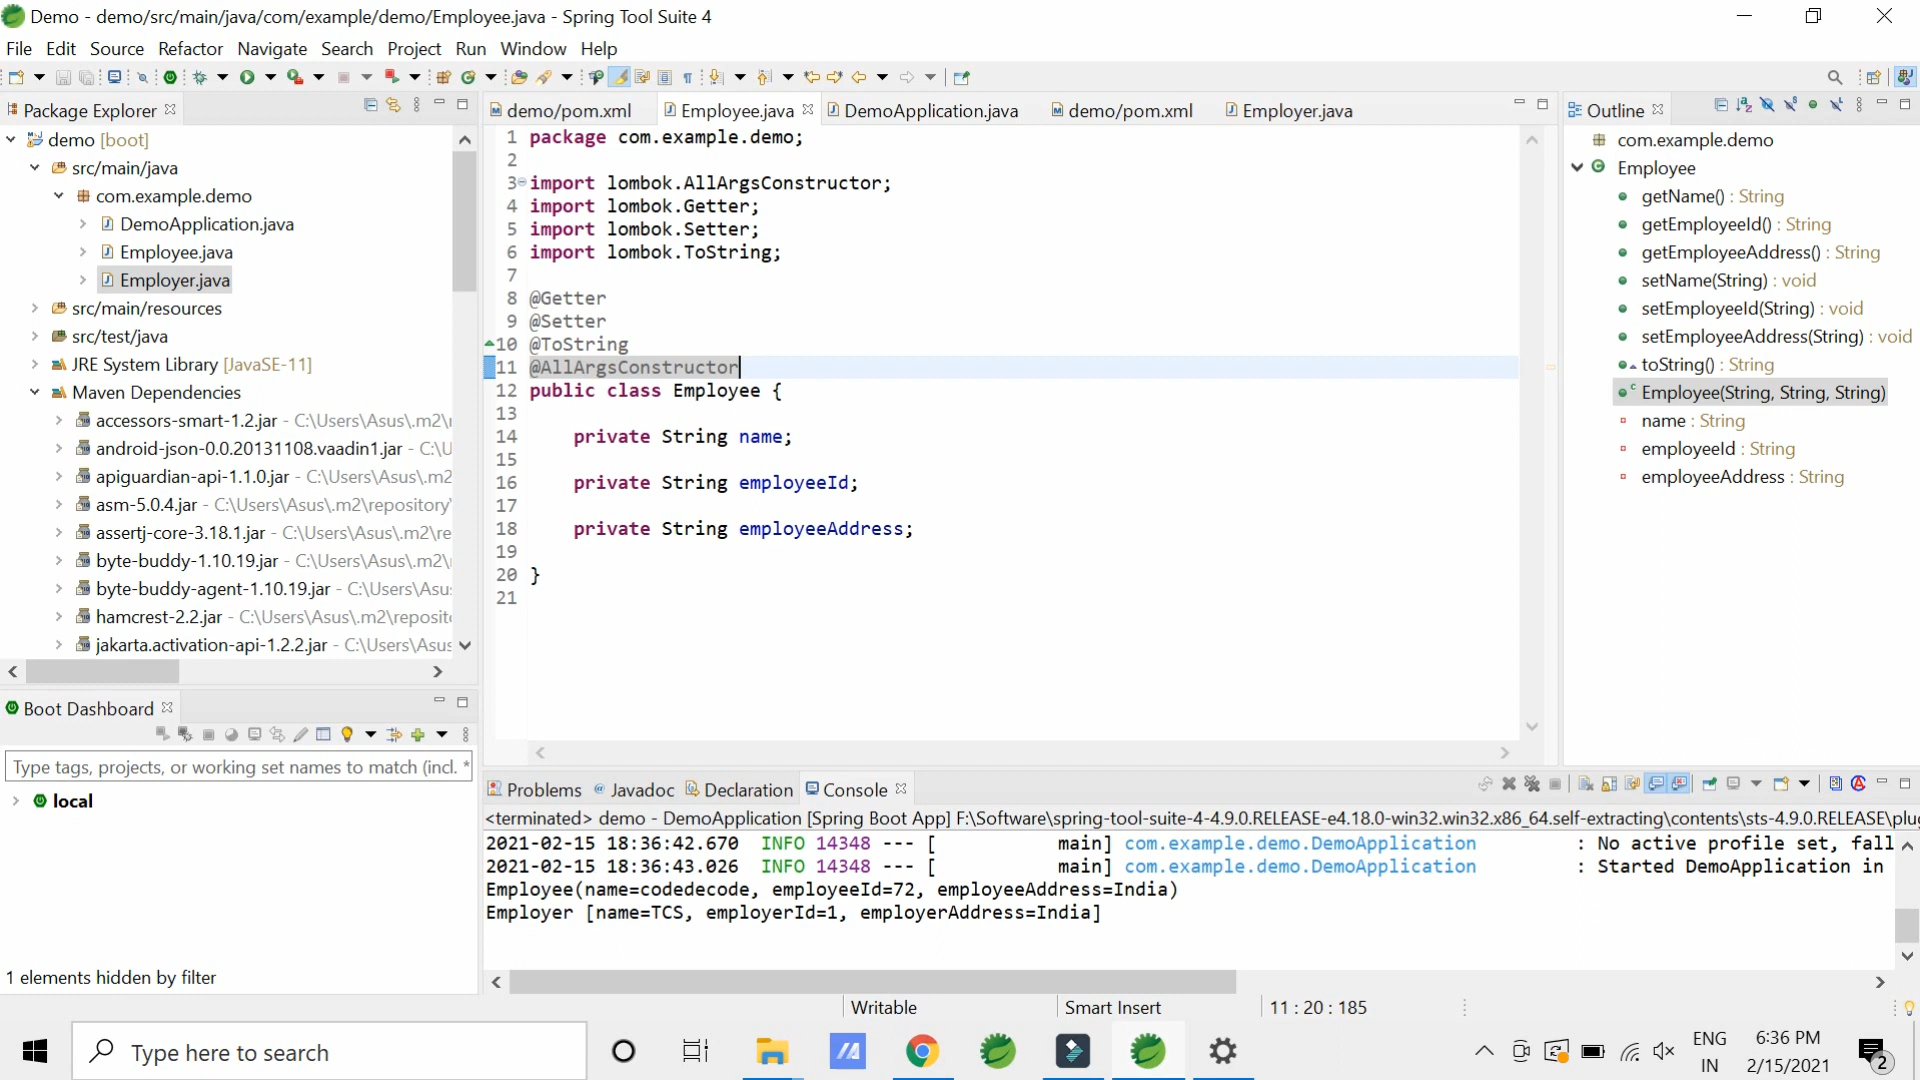 Demo - demo/src/main/java/com/example/demo/Employee.java - Spring Tool Suite 4
File Edit Source Refactor Navigate Search Project Run Window Help
Package Explorer
demo [boot]
src/main/java
com.example.demo
DemoApplication.java
Employee.java
Employer.java
src/main/resources
src/test/java
JRE System Library [JavaSE-11]
Maven Dependencies
accessors-smart-1.2.jar - C:\Users\Asus\.m2\
android-json-0.0.20131108.vaadin1.jar - C:\U
apiguardian-api-1.1.0.jar - C:\Users\Asus\.m2
asm-5.0.4.jar - C:\Users\Asus\.m2\repository\
assertj-core-3.18.1.jar - C:\Users\Asus\.m2\re
byte-buddy-1.10.19.jar - C:\Users\Asus\.m2\
byte-buddy-agent-1.10.19.jar - C:\Users\Asu
hamcrest-2.2.jar - C:\Users\Asus\.m2\reposit
jakarta.activation-api-1.2.2.jar - C:\Users\Asus
Boot Dashboard
Type tags, projects, or working set names to match (incl. *
local
1 elements hidden by filter
demo/pom.xml Employee.java DemoApplication.java demo/pom.xml Employer.java
1 package com.example.demo;
2
3 import lombok.AllArgsConstructor;
4 import lombok.Getter;
5 import lombok.Setter;
6 import lombok.ToString;
7
8 @Getter
9 @Setter
10 @ToString
11 @AllArgsConstructor
12 public class Employee {
13
14 private String name;
15
16 private String employeeId;
17
18 private String employeeAddress;
19
20 }
21
Outline
com.example.demo
Employee
getName() : String
getEmployeeId() : String
getEmployeeAddress() : String
setName(String) : void
setEmployeeId(String) : void
setEmployeeAddress(String) : void
toString() : String
Employee(String, String, String)
name : String
employeeId : String
employeeAddress : String
Problems Javadoc Declaration Console
<terminated> demo - DemoApplication [Spring Boot App] F:\Software\spring-tool-suite-4-4.9.0.RELEASE-e4.18.0-win32.win32.x86_64.self-extracting\contents\sts-4.9.0.RELEASE\plug
2021-02-15 18:36:42.670 INFO 14348 --- [ main] com.example.demo.DemoApplication : No active profile set, fall
2021-02-15 18:36:43.026 INFO 14348 --- [ main] com.example.demo.DemoApplication : Started DemoApplication in
Employee(name=codedecode, employeeId=72, employeeAddress=India)
Employer [name=TCS, employerId=1, employerAddress=India]
Writable Smart Insert 11 : 20 : 185
Type here to search
ENG
IN
6:36 PM
2/15/2021
2